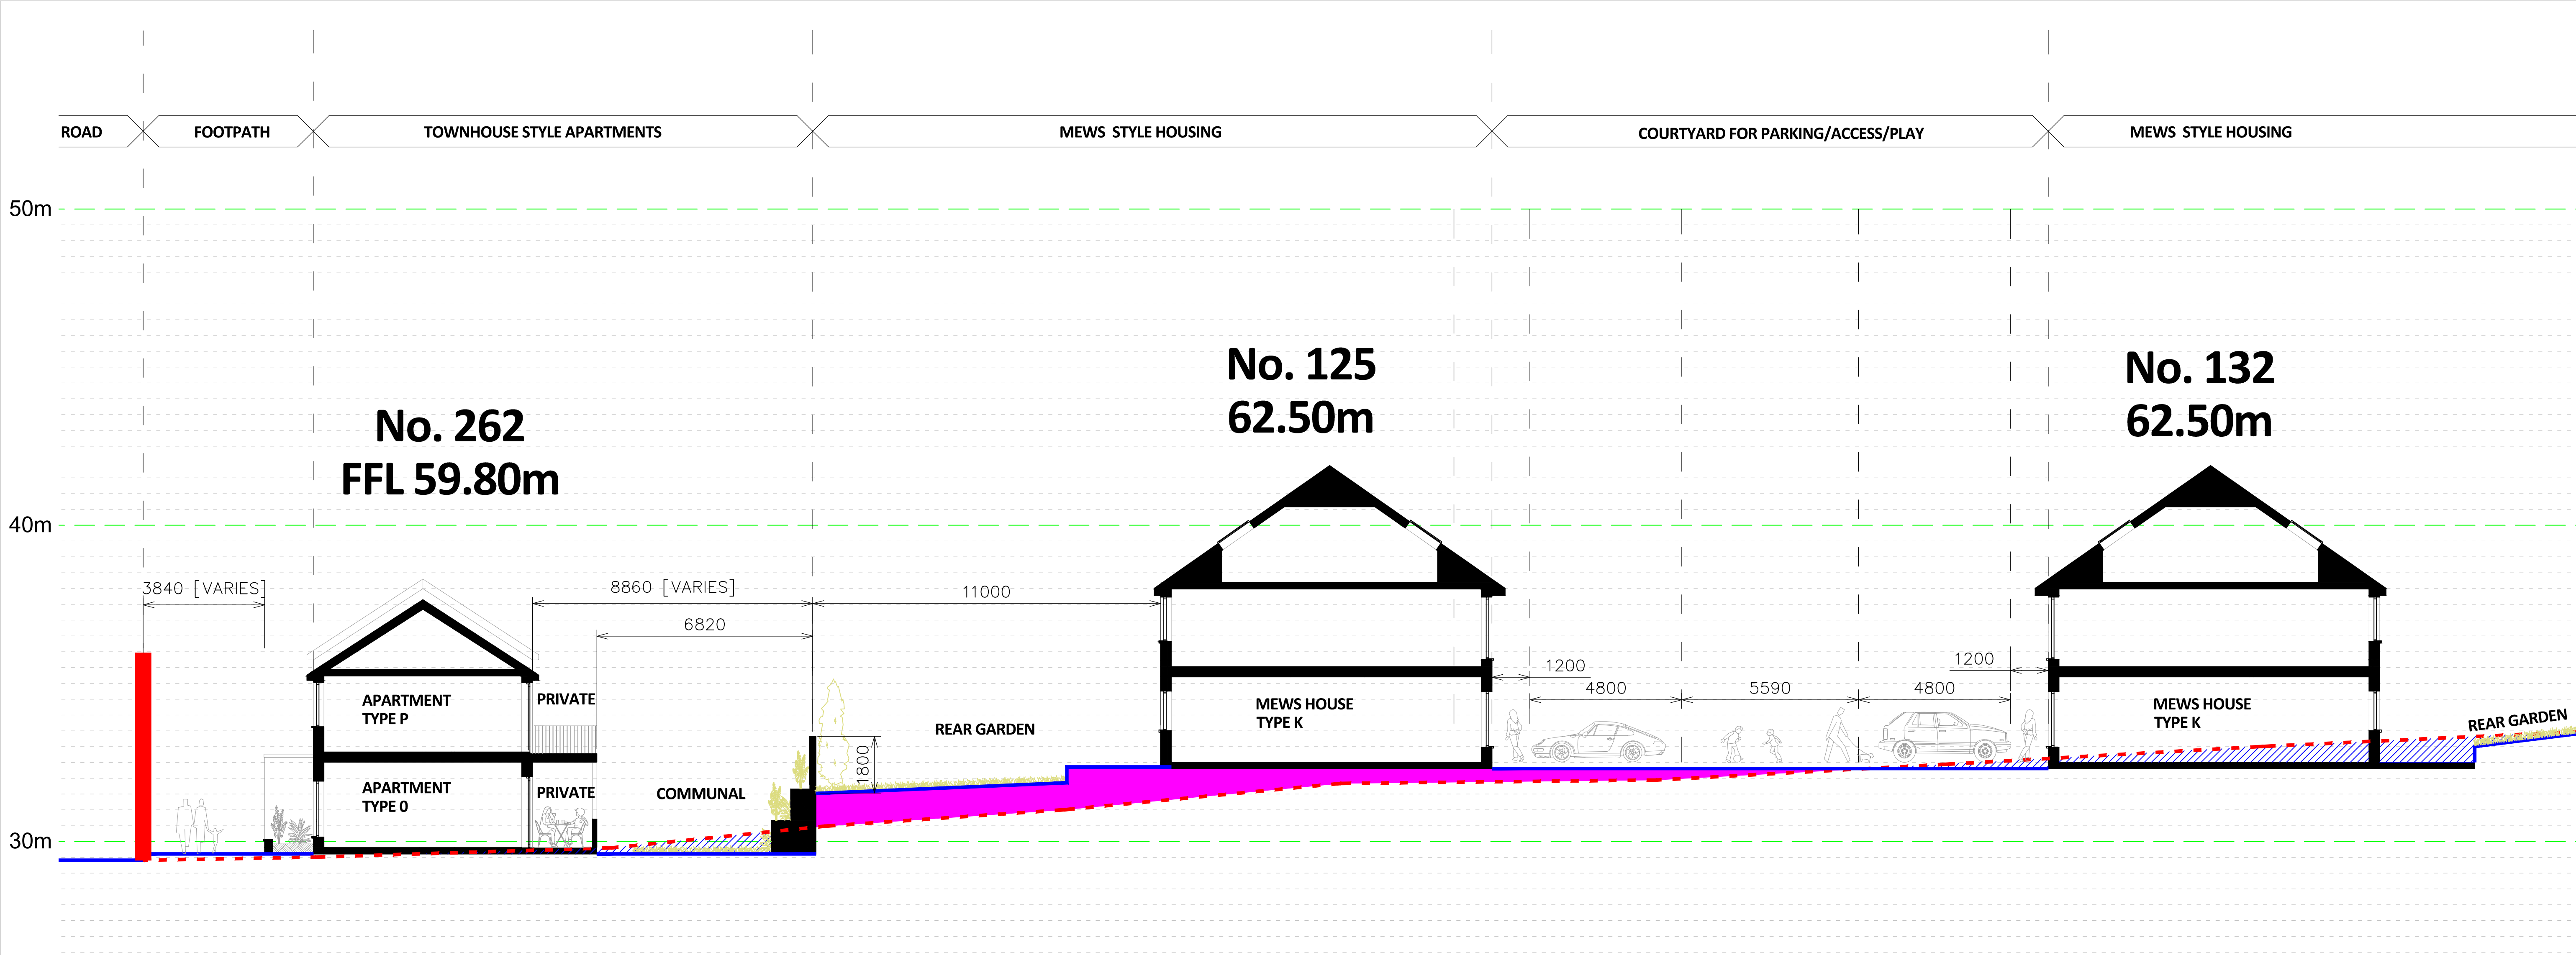 ROAD
FOOTPATH
TOWNHOUSE STYLE APARTMENTS
MEWS STYLE HOUSING
COURTYARD FOR PARKING/ACCESS/PLAY
MEWS STYLE HOUSING
50m
No. 125
62.50m
No. 132
62.50m
No. 262
FFL 59.80m
40m
3840 [VARIES]
8860 [VARIES]
11000
6820
1200
1200
4800
5590
4800
APARTMENT
TYPE P
PRIVATE
MEWS HOUSE
TYPE K
MEWS HOUSE
TYPE K
REAR GARDEN
REAR GARDEN
1800
APARTMENT
TYPE 0
PRIVATE
COMMUNAL
30m